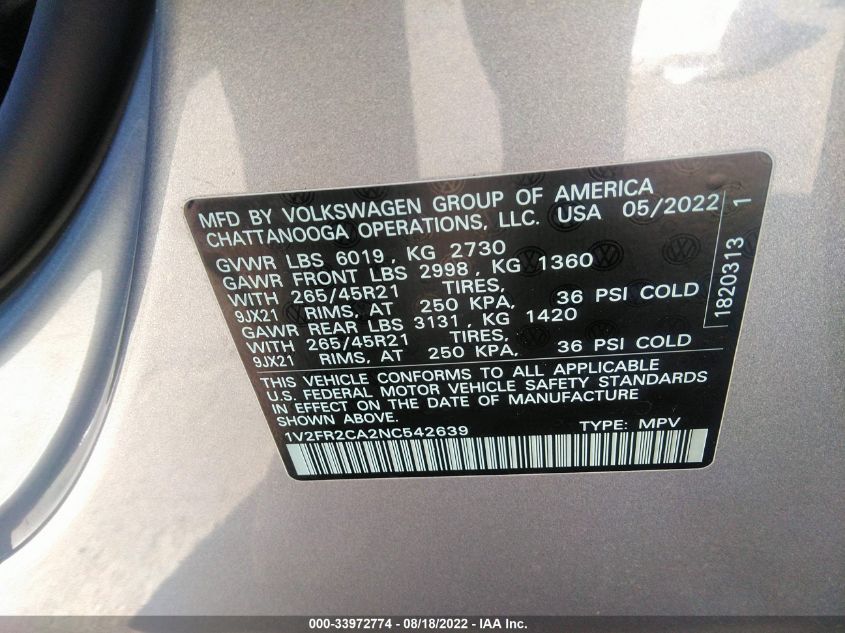 MFD BY VOLKSWAGEN GROUP OF AMERICA
CHATTANOOGA OPERATIONS, LLC. USA 05/2022
GVWR LBS 6019, KG 2730
GAWR FRONT LBS 2998, KG 1360
WITH 265/45R21 TIRES,
9JX21 RIMS, AT 250 KPA, 36 PSI COLD
GAWR REAR LBS 3131, KG 1420
WITH 265/45R21 TIRES,
9JX21 RIMS, AT 250 KPA, 36 PSI COLD
1820313 1
THIS VEHICLE CONFORMS TO ALL APPLICABLE
U.S. FEDERAL MOTOR VEHICLE SAFETY STANDARDS
IN EFFECT ON THE DATE OF MANUFACTURE
SHOWN ABOVE.
1V2FR2CA2NC542639 TYPE: MPV
000-33972774 - 08/18/2022 - IAA Inc.